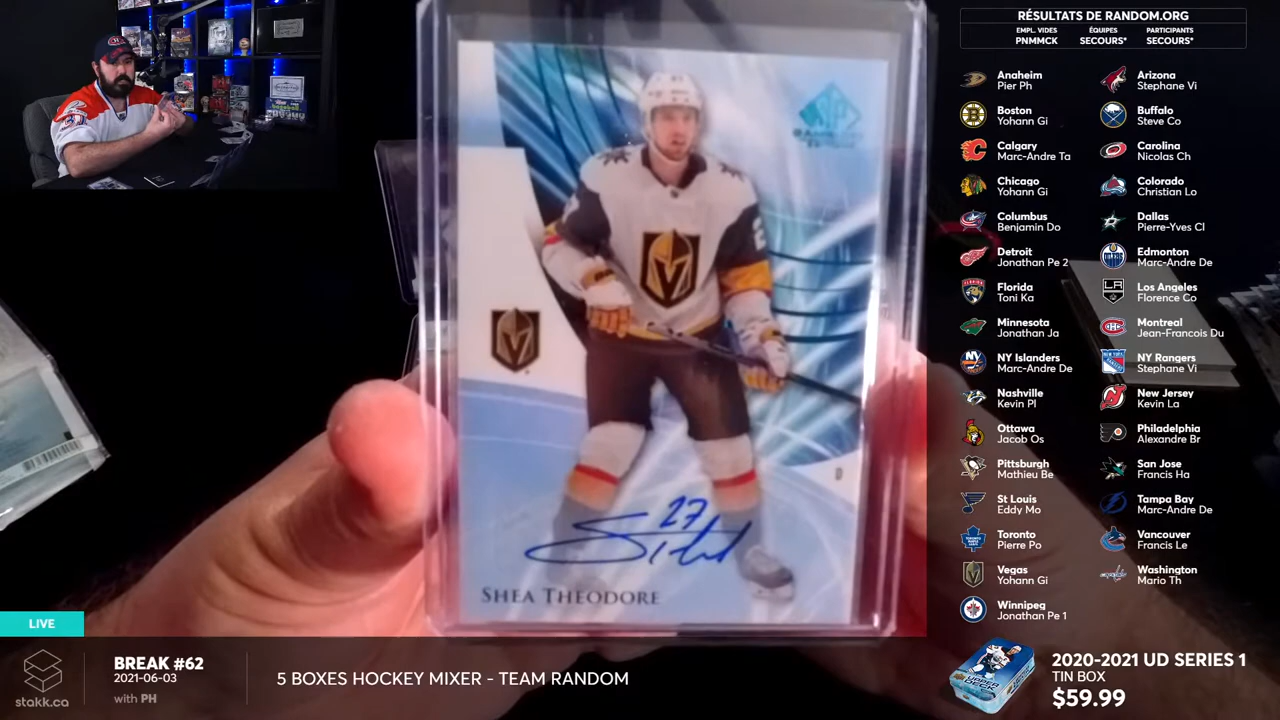 RÉSULTATS DE RANDOM.ORG
EMPL. VIDES
PNMMCK
ÉQUIPES
SECOURS*
PARTICIPANTS
SECOURS*
Anaheim
Pier Ph
Arizona
Stephane Vi
Boston
Yohann Gi
Buffalo
Steve Co
Calgary
Marc-Andre Ta
Carolina
Nicolas Ch
Chicago
Yohann Gi
Colorado
Christian Lo
Columbus
Benjamin Do
Dallas
Pierre-Yves Cl
Detroit
Jonathan Pe 2
Edmonton
Marc-Andre De
Florida
Toni Ka
Los Angeles
Florence Co
Minnesota
Jonathan Ja
Montreal
Jean-Francois Du
NY Islanders
Marc-Andre De
NY Rangers
Stephane Vi
Nashville
Kevin Pl
New Jersey
Kevin La
Ottawa
Jacob Os
Philadelphia
Alexandre Br
Pittsburgh
Mathieu Be
San Jose
Francis Ha
St Louis
Eddy Mo
Tampa Bay
Marc-Andre De
Toronto
Pierre Po
Vancouver
Francis Le
Vegas
Yohann Gi
Washington
Mario Th
Winnipeg
Jonathan Pe 1
SP
D
27
SHEA THEODORE
LIVE
stakk.ca
BREAK #62
2021-06-03
with PH
5 BOXES HOCKEY MIXER - TEAM RANDOM
2020-2021 UD SERIES 1
TIN BOX
$59.99